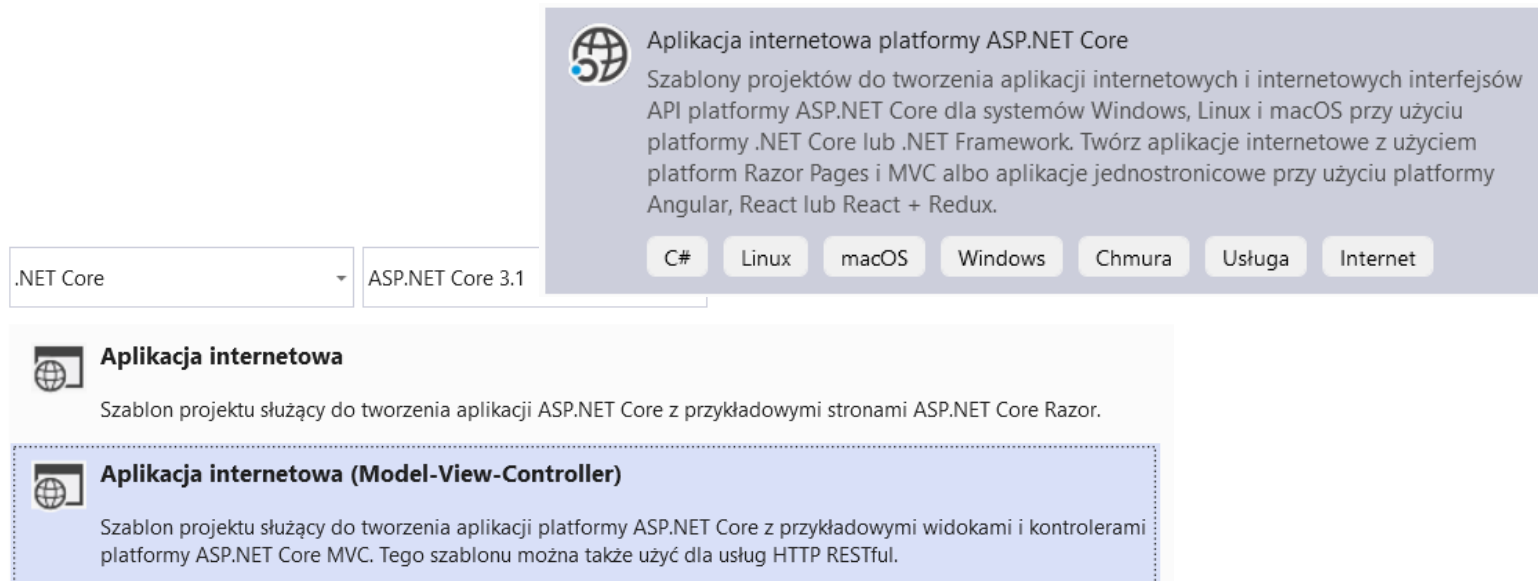 Aplikacja internetowa platformy ASP.NET Core
Szablony projektów do tworzenia aplikacji internetowych i internetowych interfejsów
API platformy ASP.NET Core dla systemów Windows, Linux i macOS przy użyciu
platformy .NET Core lub .NET Framework. Twórz aplikacje internetowe z użyciem
platform Razor Pages i MVC albo aplikacje jednostronicowe przy użyciu platformy
Angular, React lub React + Redux.
C# Linux macOS Windows Chmura Usługa Internet
.NET Core ASP.NET Core 3.1
Aplikacja internetowa
Szablon projektu służący do tworzenia aplikacji ASP.NET Core z przykładowymi stronami ASP.NET Core Razor.
Aplikacja internetowa (Model-View-Controller)
Szablon projektu służący do tworzenia aplikacji platformy ASP.NET Core z przykładowymi widokami i kontrolerami
platformy ASP.NET Core MVC. Tego szablonu można także użyć dla usług HTTP RESTful.